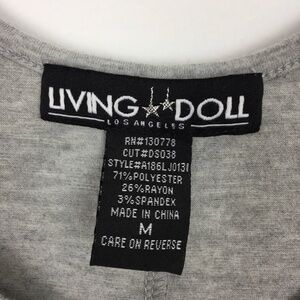 LIVING DOLL
LOS ANGELES
RN#130778
CUT#DS038
STYLE#A186LJ0131
71%POLYESTER
26%RAYON
3%SPANDEX
MADE IN CHINA
M
CARE ON REVERSE